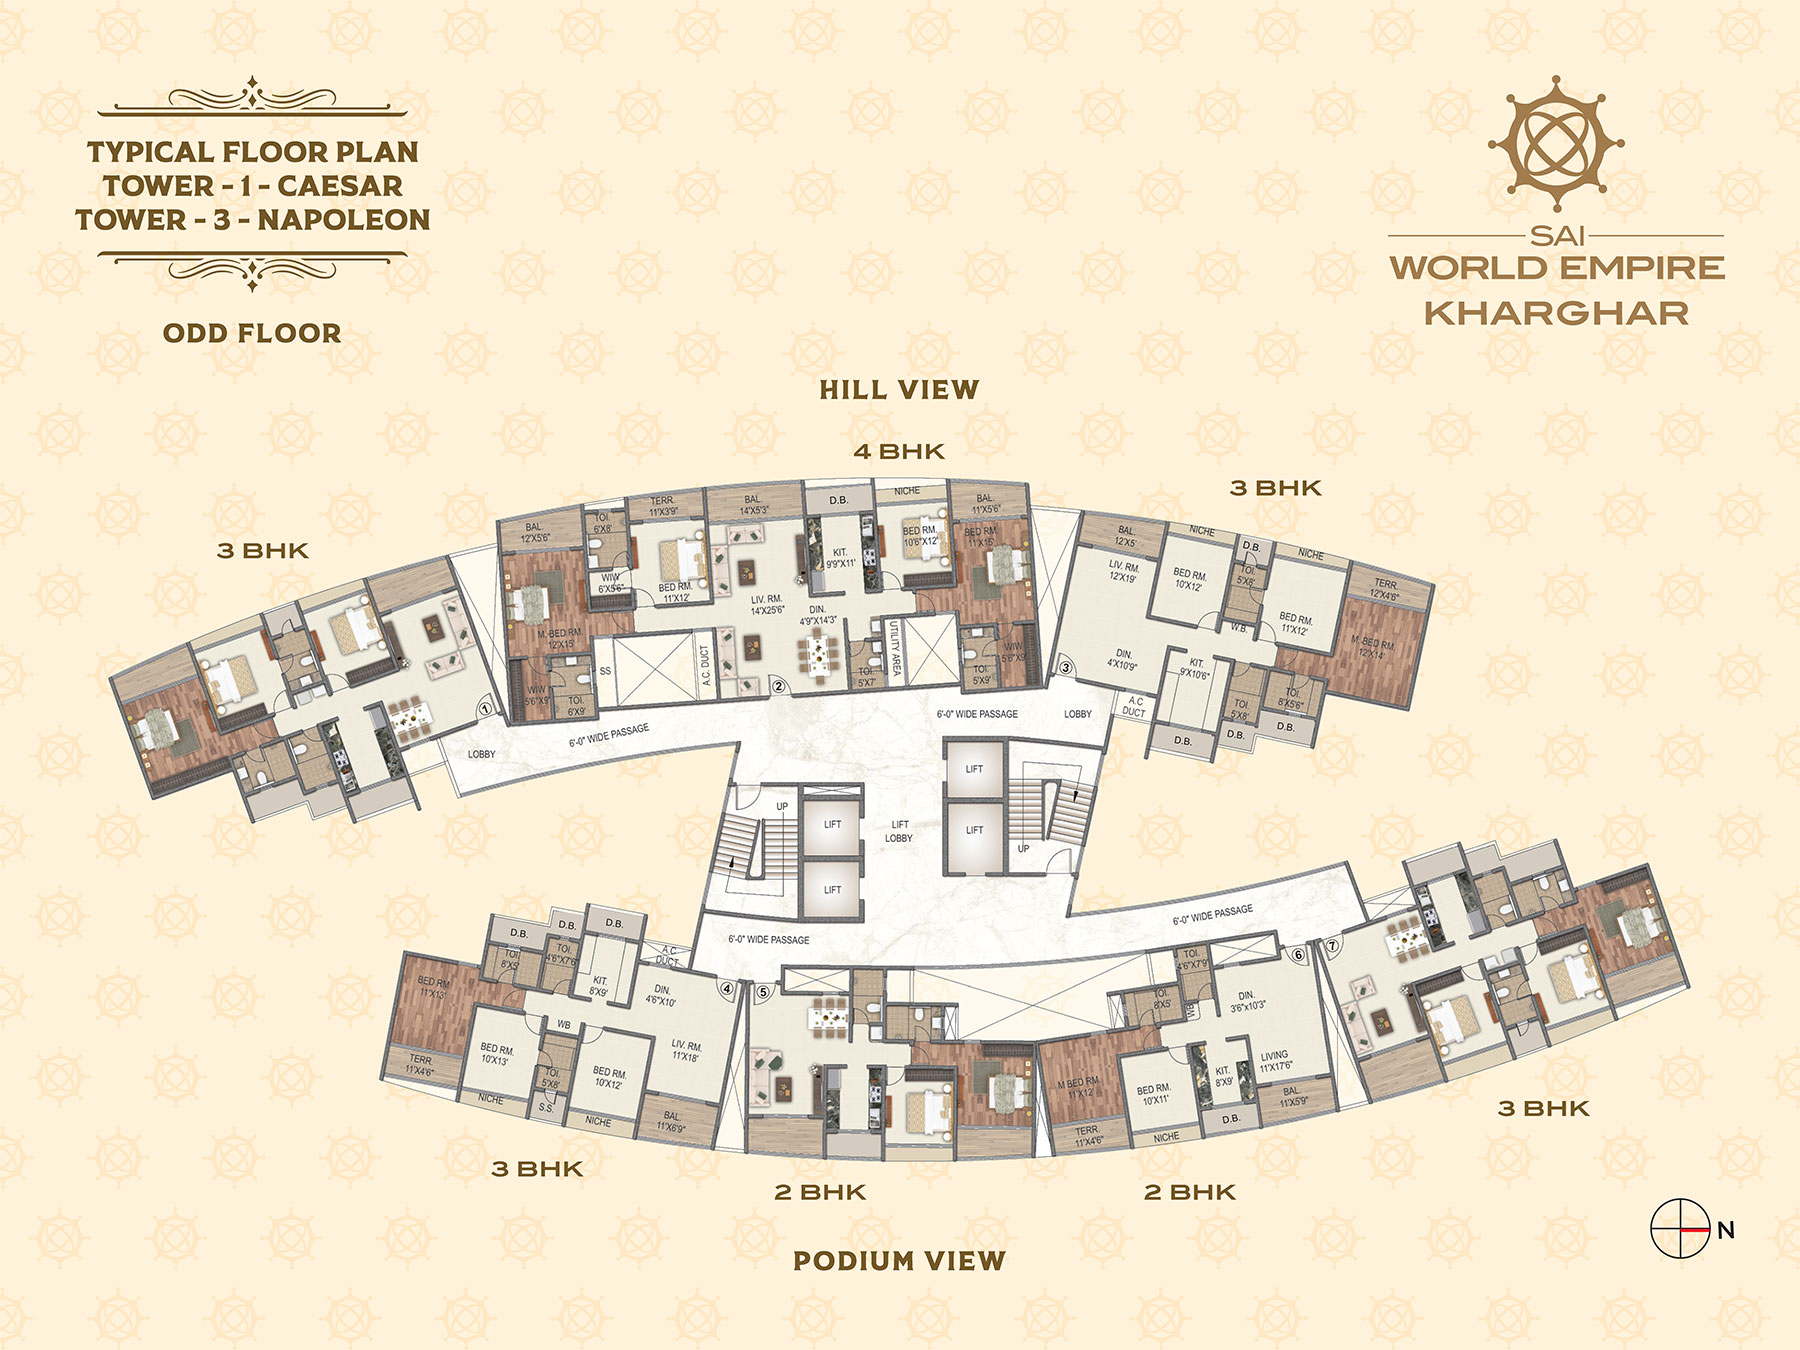 TYPICAL FLOOR PLAN
TOWER - 1 - CAESAR
TOWER - 3 - NAPOLEON
ODD FLOOR
SAI
WORLD EMPIRE
KHARGHAR
HILL VIEW
4 BHK
3 BHK
3 BHK
1
BAL.
12'X5'6"
TOI.
6'X8'
TERR.
11'X3'9"
BAL.
14'X5'3"
D.B.
NICHE
BAL.
11'X5'6"
WIW
6'X5'6"
BED RM.
11'X12'
KIT.
9'9"X11'
BED RM.
10'6"X12'
BED RM.
11'X15'
LIV. RM.
14'X25'6"
DIN.
4'9"X14'3"
M. BED RM.
12'X15'
WIW
5'6"X9'
TOI.
6'X9'
SS
A.C. DUCT
2
TOI.
5'X7'
UTILITY AREA
TOI.
5'X9'
WIW
5'6"X9'
BAL.
12'X5'
NICHE
D.B.
NICHE
TERR.
12'X4'6"
LIV. RM.
12'X19'
BED RM.
10'X12'
TOI.
5'X8'
BED RM.
11'X12'
M. BED RM.
12'X14'
W.B.
DIN.
4'X10'9"
KIT.
9'X10'6"
TOI.
5'X8'
TOI.
8'X5'6"
3
A.C
DUCT
D.B.
D.B.
D.B.
LOBBY
6'-0" WIDE PASSAGE
6'-0" WIDE PASSAGE
LOBBY
LIFT
LIFT
UP
UP
LIFT
LIFT
LIFT
LOBBY
6'-0" WIDE PASSAGE
6'-0" WIDE PASSAGE
D.B.
D.B.
D.B.
A.C
DUCT
TOI.
8'X5'
TOI.
4'6"X7'6"
KIT.
8'X9'
DIN.
4'6"X10'
4
BED RM.
11'X13'
WB
BED RM.
10'X13'
TOI.
5'X8'
BED RM.
10'X12'
LIV. RM.
11'X18'
TERR.
11'X4'6"
NICHE
S.S.
NICHE
BAL.
11'X6'9"
5
TOI.
4'6"X7'9"
TOI.
8'X5'
WB
DIN.
3'6"X10'3"
6
LIVING
11'X17'6"
M BED RM.
11'X12'
BED RM.
10'X11'
KIT.
8'X9'
BAL.
11'X5'9"
TERR.
11'X4'6"
NICHE
D.B.
7
3 BHK
3 BHK
2 BHK
2 BHK
PODIUM VIEW
N